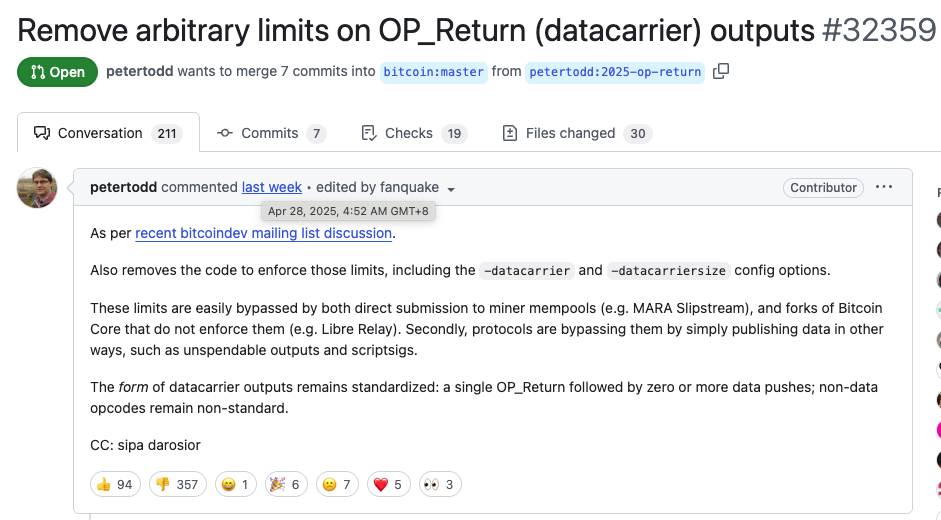 Remove arbitrary limits on OP_Return (datacarrier) outputs #32359
Open petertodd wants to merge 7 commits into bitcoin:master from petertodd:2025-op-return
Conversation 211 Commits 7 Checks 19 Files changed 30
petertodd commented last week • edited by fanquake Contributor
Apr 28, 2025, 4:52 AM GMT+8
As per recent bitcoindev mailing list discussion.
Also removes the code to enforce those limits, including the -datacarrier and -datacarriersize config options.
These limits are easily bypassed by both direct submission to miner mempools (e.g. MARA Slipstream), and forks of Bitcoin
Core that do not enforce them (e.g. Libre Relay). Secondly, protocols are bypassing them by simply publishing data in other
ways, such as unspendable outputs and scriptsigs.
The form of datacarrier outputs remains standardized: a single OP_Return followed by zero or more data pushes; non-data
opcodes remain non-standard.
CC: sipa darosior
👍 94 👎 357 😄 1 🎉 6 😕 7 ❤️ 5 👀 3